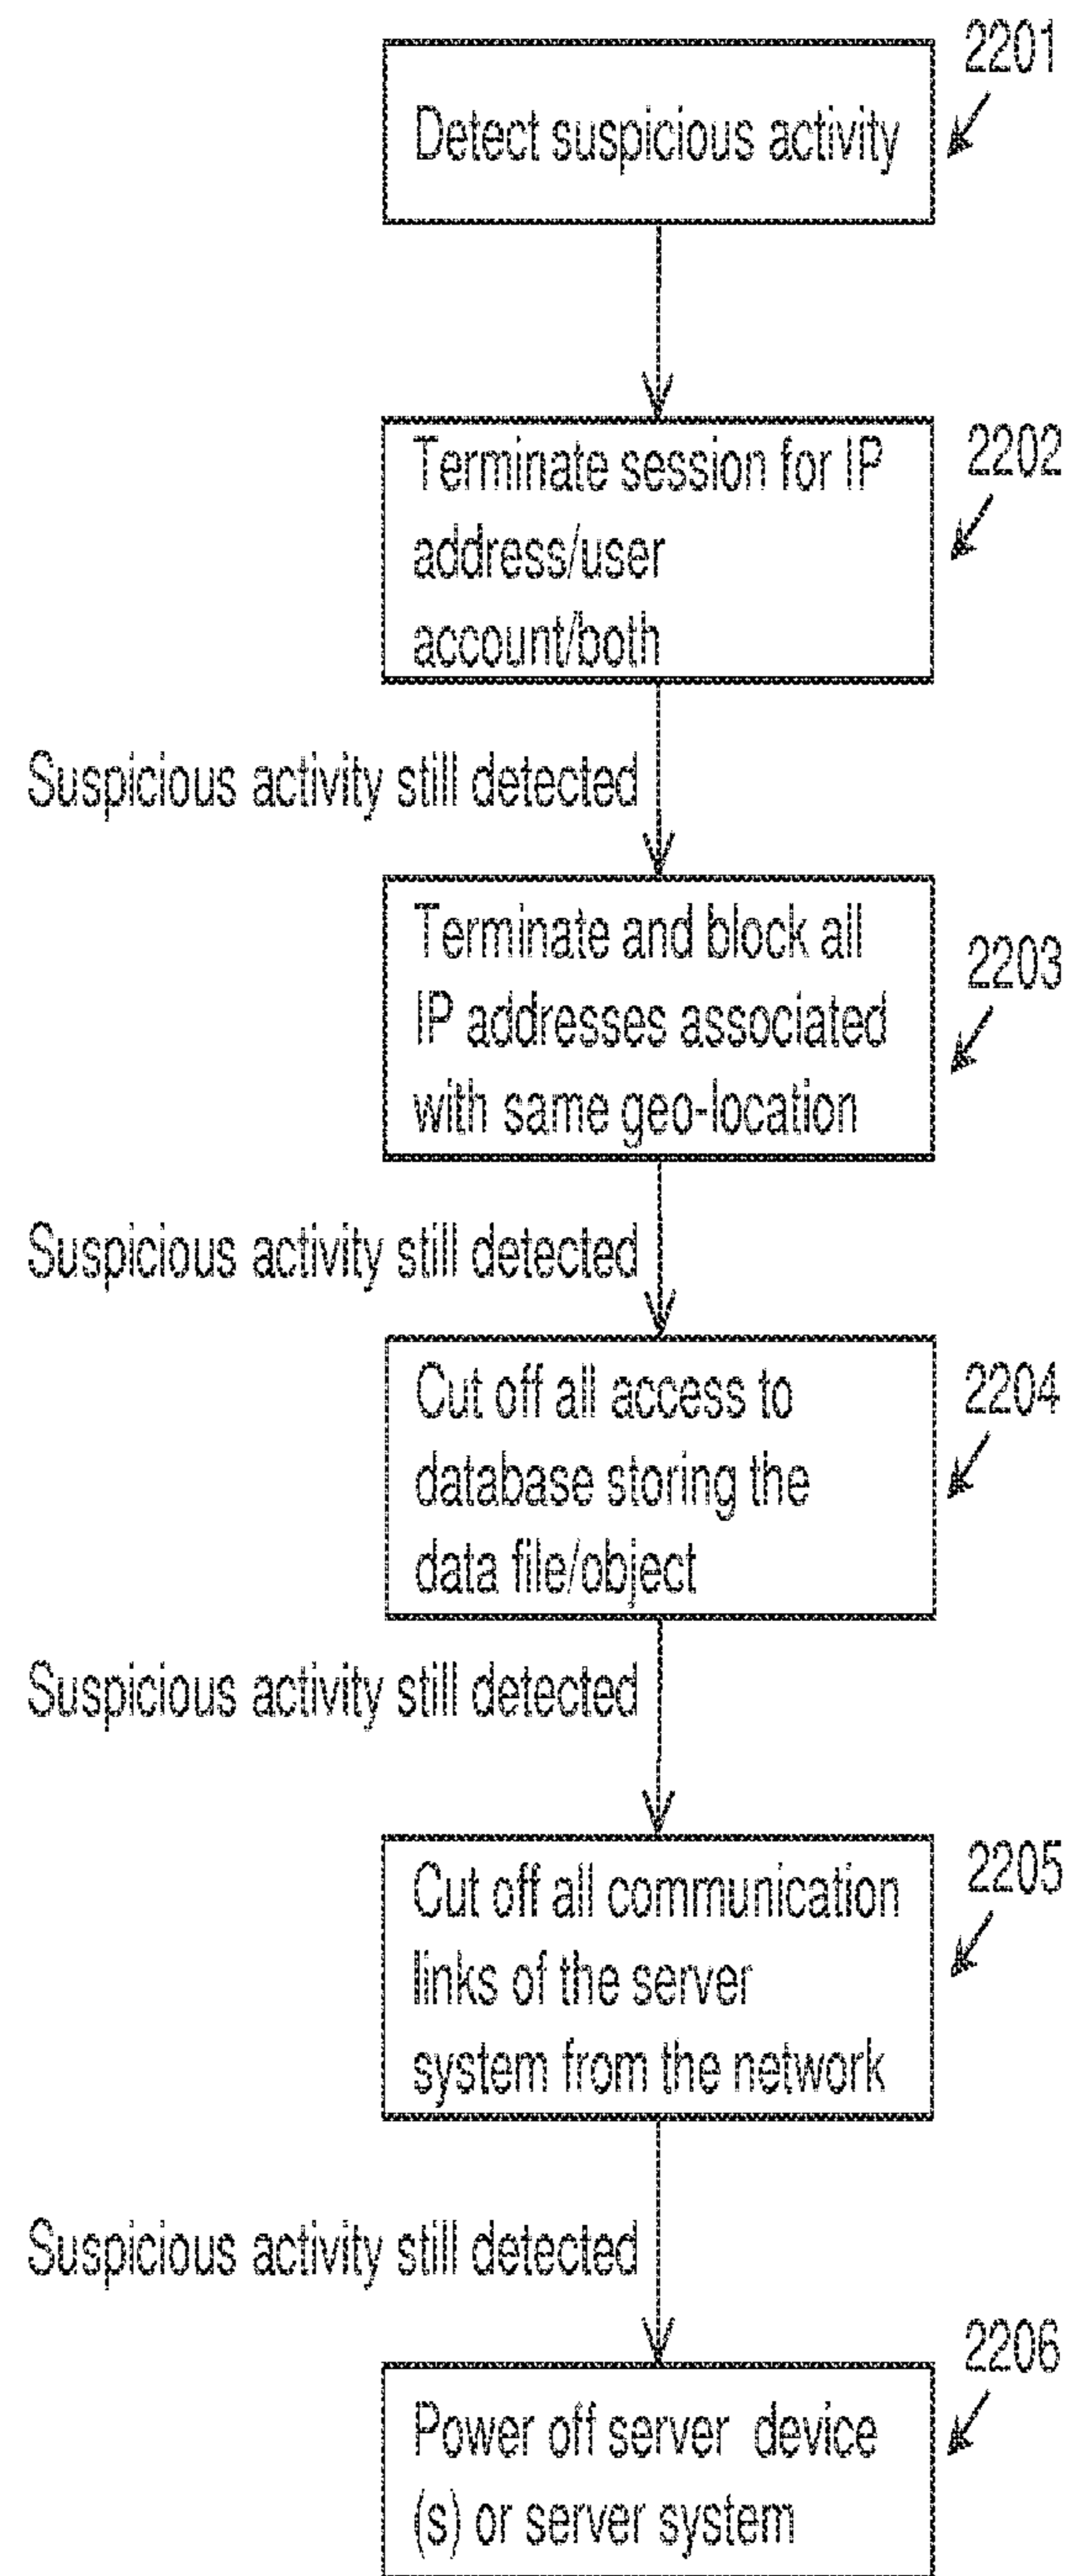 2201
Detect suspicious activity
2202
Terminate session for IP
address/user
account/both
Suspicious activity still detected
2203
Terminate and block all
IP addresses associated
with same geo-location
Suspicious activity still detected
2204
Cut off all access to
database storing the
data file/object
Suspicious activity still detected
2205
Cut off all communication
links of the server
system from the network
Suspicious activity still detected
2206
Power off server device
(s) or server system